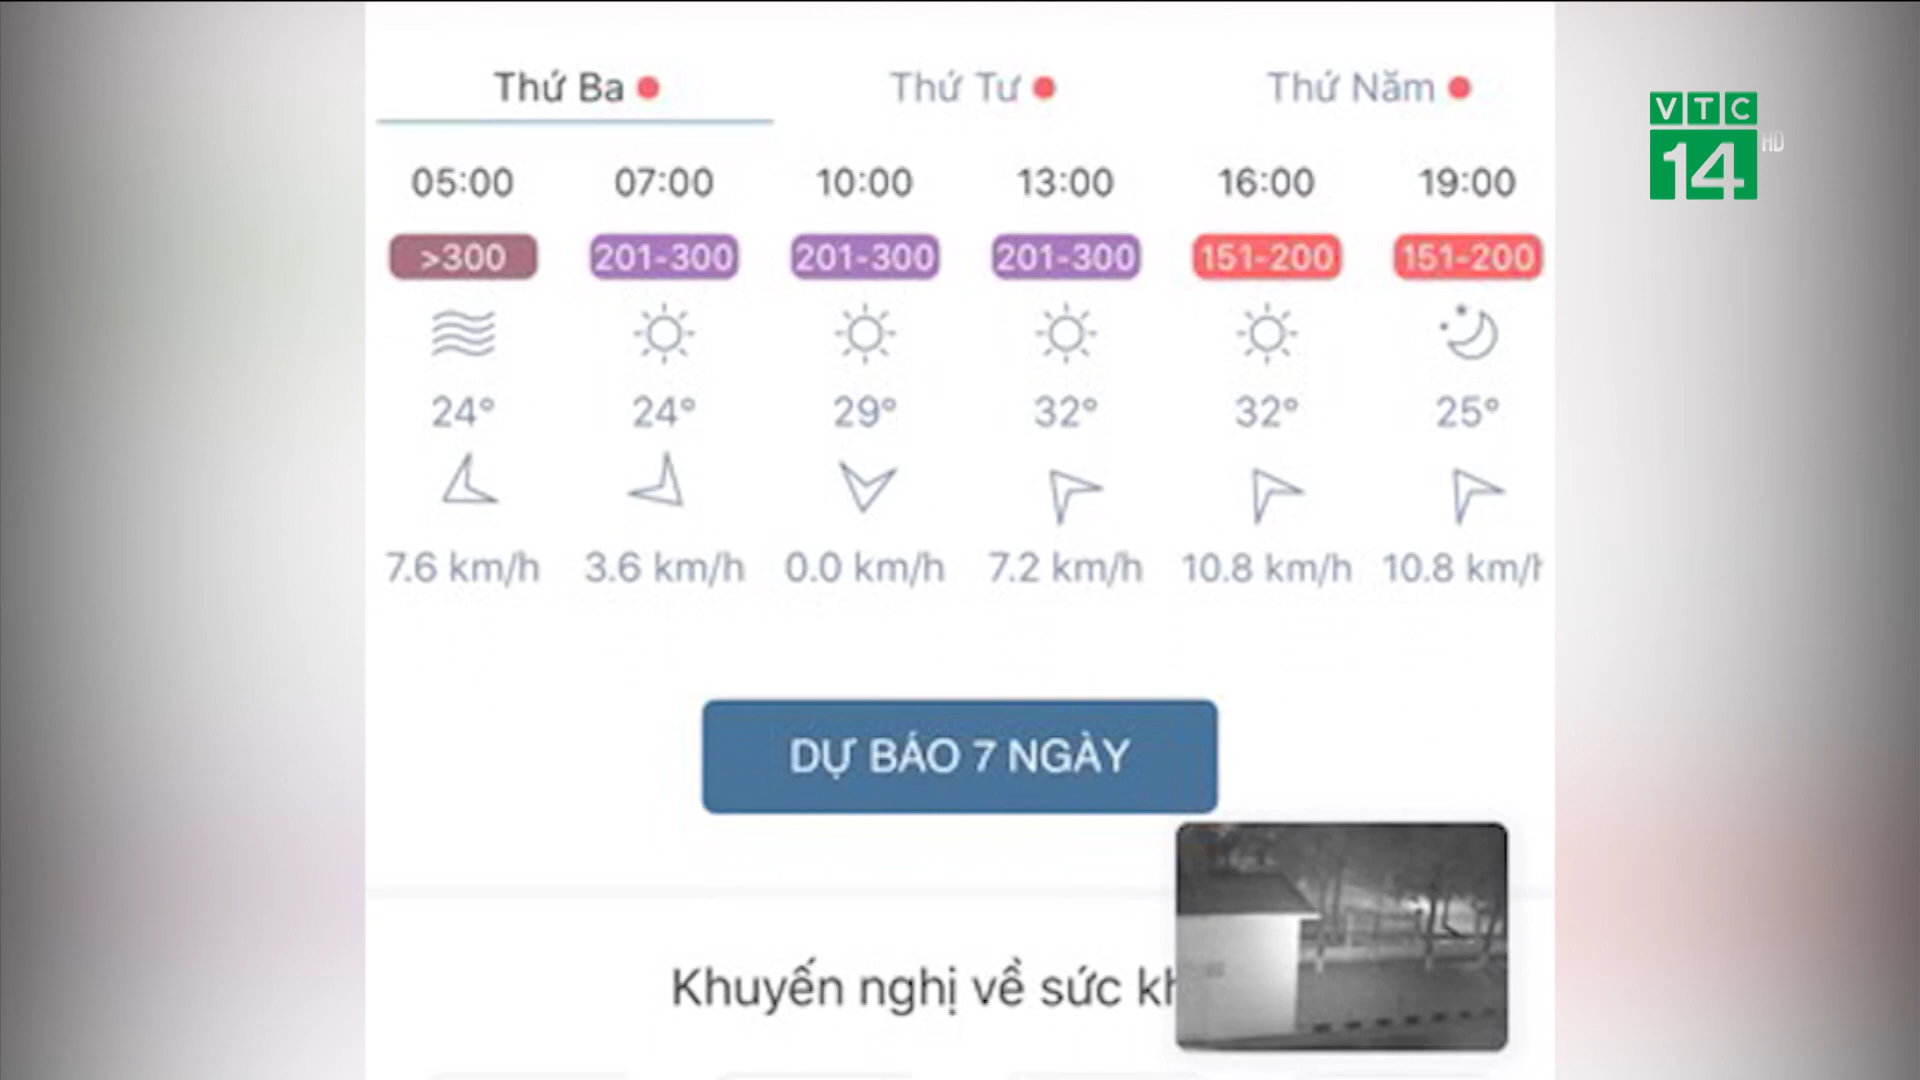 Thứ Ba Thứ Tư Thứ Năm
VTC
14 HD
05:00 07:00 10:00 13:00 16:00 19:00
>300 201-300 201-300 201-300 151-200 151-200
24° 24° 29° 32° 32° 25°
7.6 km/h 3.6 km/h 0.0 km/h 7.2 km/h 10.8 km/h 10.8 km/h
DỰ BÁO 7 NGÀY
Khuyến nghị về sức